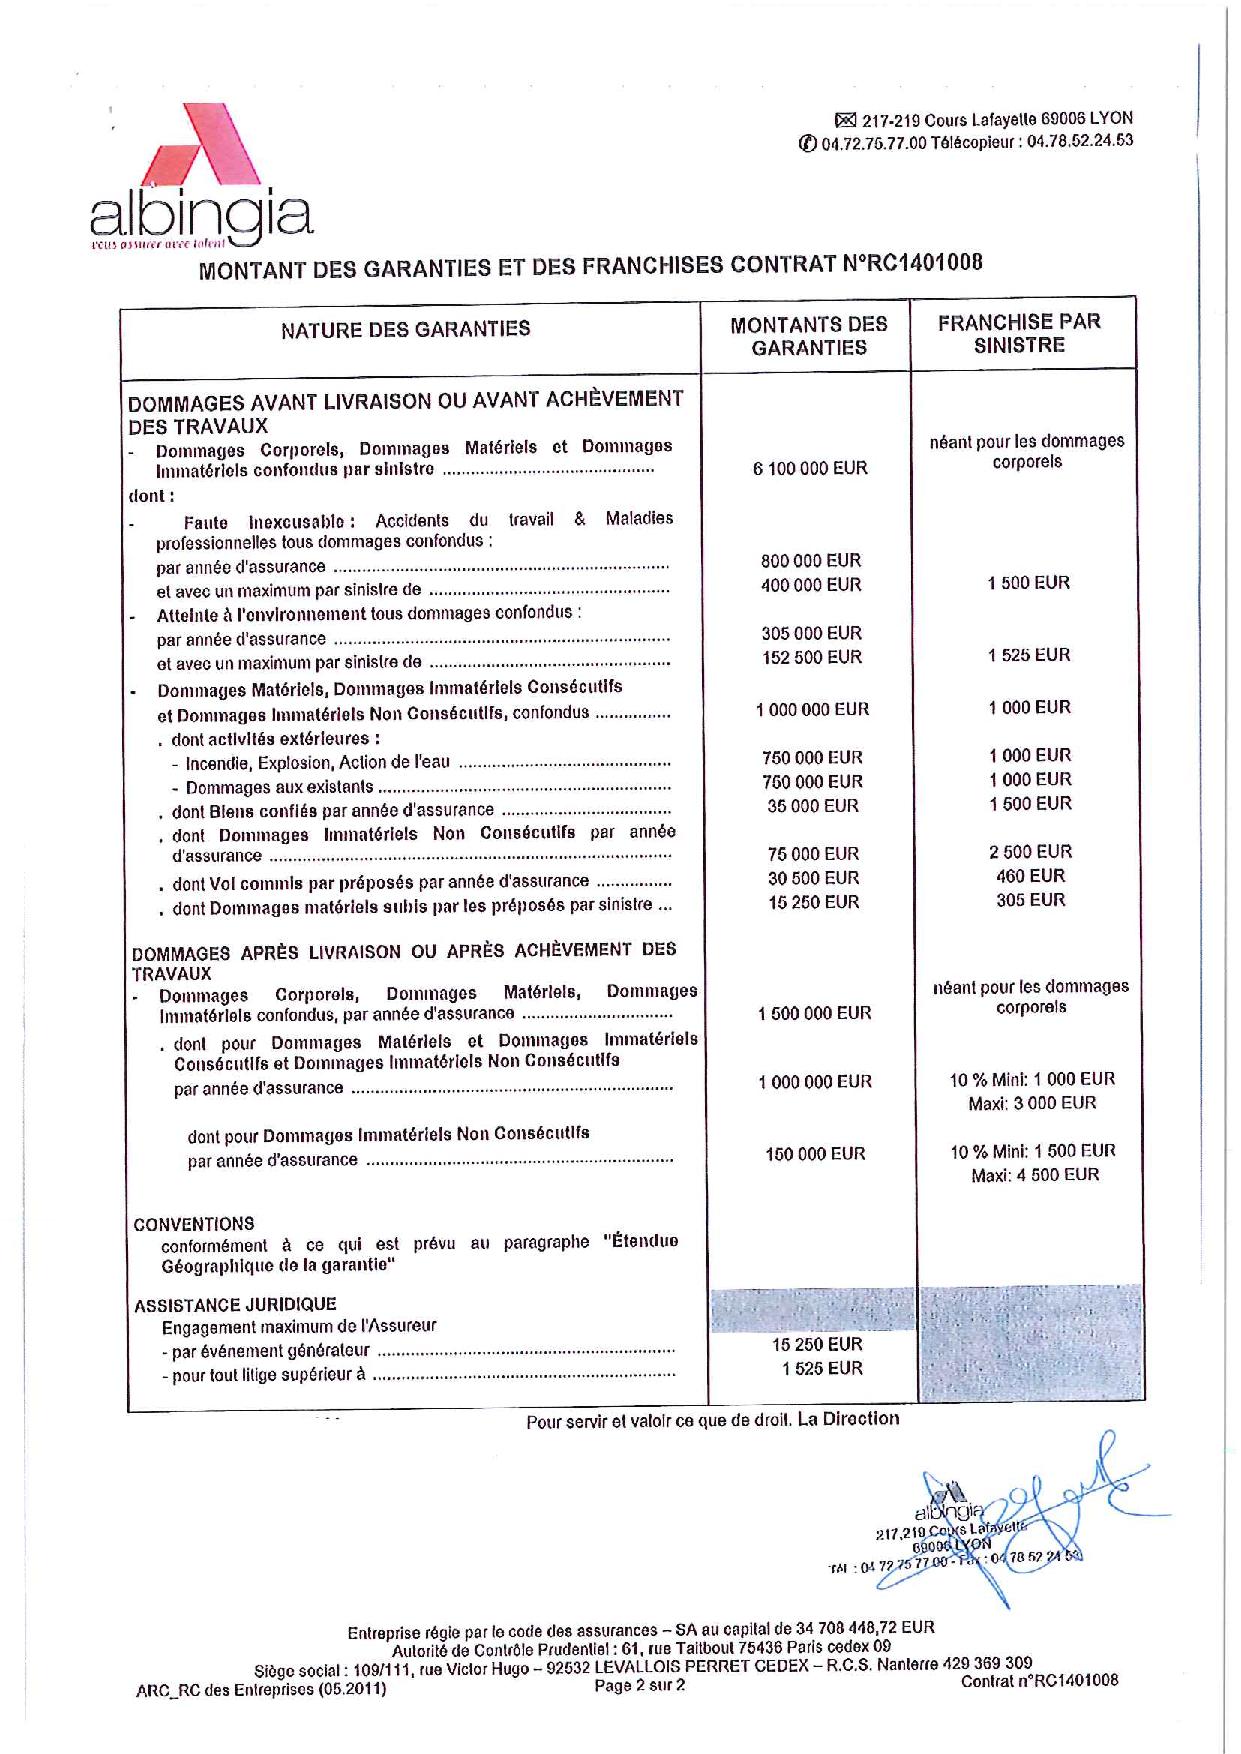 217-219 Cours Lafayette 69006 LYON
04.72.75.77.00 Télécopieur : 04.78.52.24.53
albingia
vous assurer avec talent
MONTANT DES GARANTIES ET DES FRANCHISES CONTRAT N°RC1401008
NATURE DES GARANTIES
MONTANTS DES GARANTIES
FRANCHISE PAR SINISTRE
DOMMAGES AVANT LIVRAISON OU AVANT ACHÈVEMENT
DES TRAVAUX
- Dommages Corporels, Dommages Matériels et Dommages néant pour les dommages
Immatériels confondus par sinistre .......... 6 100 000 EUR corporels
dont :
- Faute Inexcusable : Accidents du travail & Maladies
professionnelles tous dommages confondus :
par année d'assurance .......... 800 000 EUR
et avec un maximum par sinistre de .......... 400 000 EUR 1 500 EUR
- Atteinte à l'environnement tous dommages confondus :
par année d'assurance .......... 305 000 EUR
et avec un maximum par sinistre de .......... 152 500 EUR 1 525 EUR
- Dommages Matériels, Dommages Immatériels Consécutifs
et Dommages Immatériels Non Consécutifs, confondus .......... 1 000 000 EUR 1 000 EUR
. dont activités extérieures :
- Incendie, Explosion, Action de l'eau .......... 750 000 EUR 1 000 EUR
- Dommages aux existants .......... 750 000 EUR 1 000 EUR
. dont Biens confiés par année d'assurance .......... 35 000 EUR 1 500 EUR
. dont Dommages Immatériels Non Consécutifs par année
d'assurance .......... 75 000 EUR 2 500 EUR
. dont Vol commis par préposés par année d'assurance .......... 30 500 EUR 460 EUR
. dont Dommages matériels subis par les préposés par sinistre ... 15 250 EUR 305 EUR
DOMMAGES APRÈS LIVRAISON OU APRÈS ACHÈVEMENT DES
TRAVAUX
- Dommages Corporels, Dommages Matériels, Dommages néant pour les dommages
Immatériels confondus, par année d'assurance .......... 1 500 000 EUR corporels
. dont pour Dommages Matériels et Dommages Immatériels
Consécutifs et Dommages Immatériels Non Consécutifs
par année d'assurance .......... 1 000 000 EUR 10 % Mini: 1 000 EUR
Maxi: 3 000 EUR
dont pour Dommages Immatériels Non Consécutifs
par année d'assurance .......... 150 000 EUR 10 % Mini: 1 500 EUR
Maxi: 4 500 EUR
CONVENTIONS
conformément à ce qui est prévu au paragraphe "Étendue
Géographique de la garantie"
ASSISTANCE JURIDIQUE
Engagement maximum de l'Assureur
- par événement générateur .......... 15 250 EUR
- pour tout litige supérieur à .......... 1 525 EUR
Pour servir et valoir ce que de droit. La Direction
albingia
217,219 Cours Lafayette
69006 LYON
Tél : 04 72 75 77 00 - Fax : 04 78 52 24 53
Entreprise régie par le code des assurances – SA au capital de 34 708 448,72 EUR
Autorité de Contrôle Prudentiel : 61, rue Taitbout 75436 Paris cedex 09
Siège social : 109/111, rue Victor Hugo – 92532 LEVALLOIS PERRET CEDEX – R.C.S. Nanterre 429 369 309
ARC_RC des Entreprises (05.2011) Page 2 sur 2 Contrat n°RC1401008